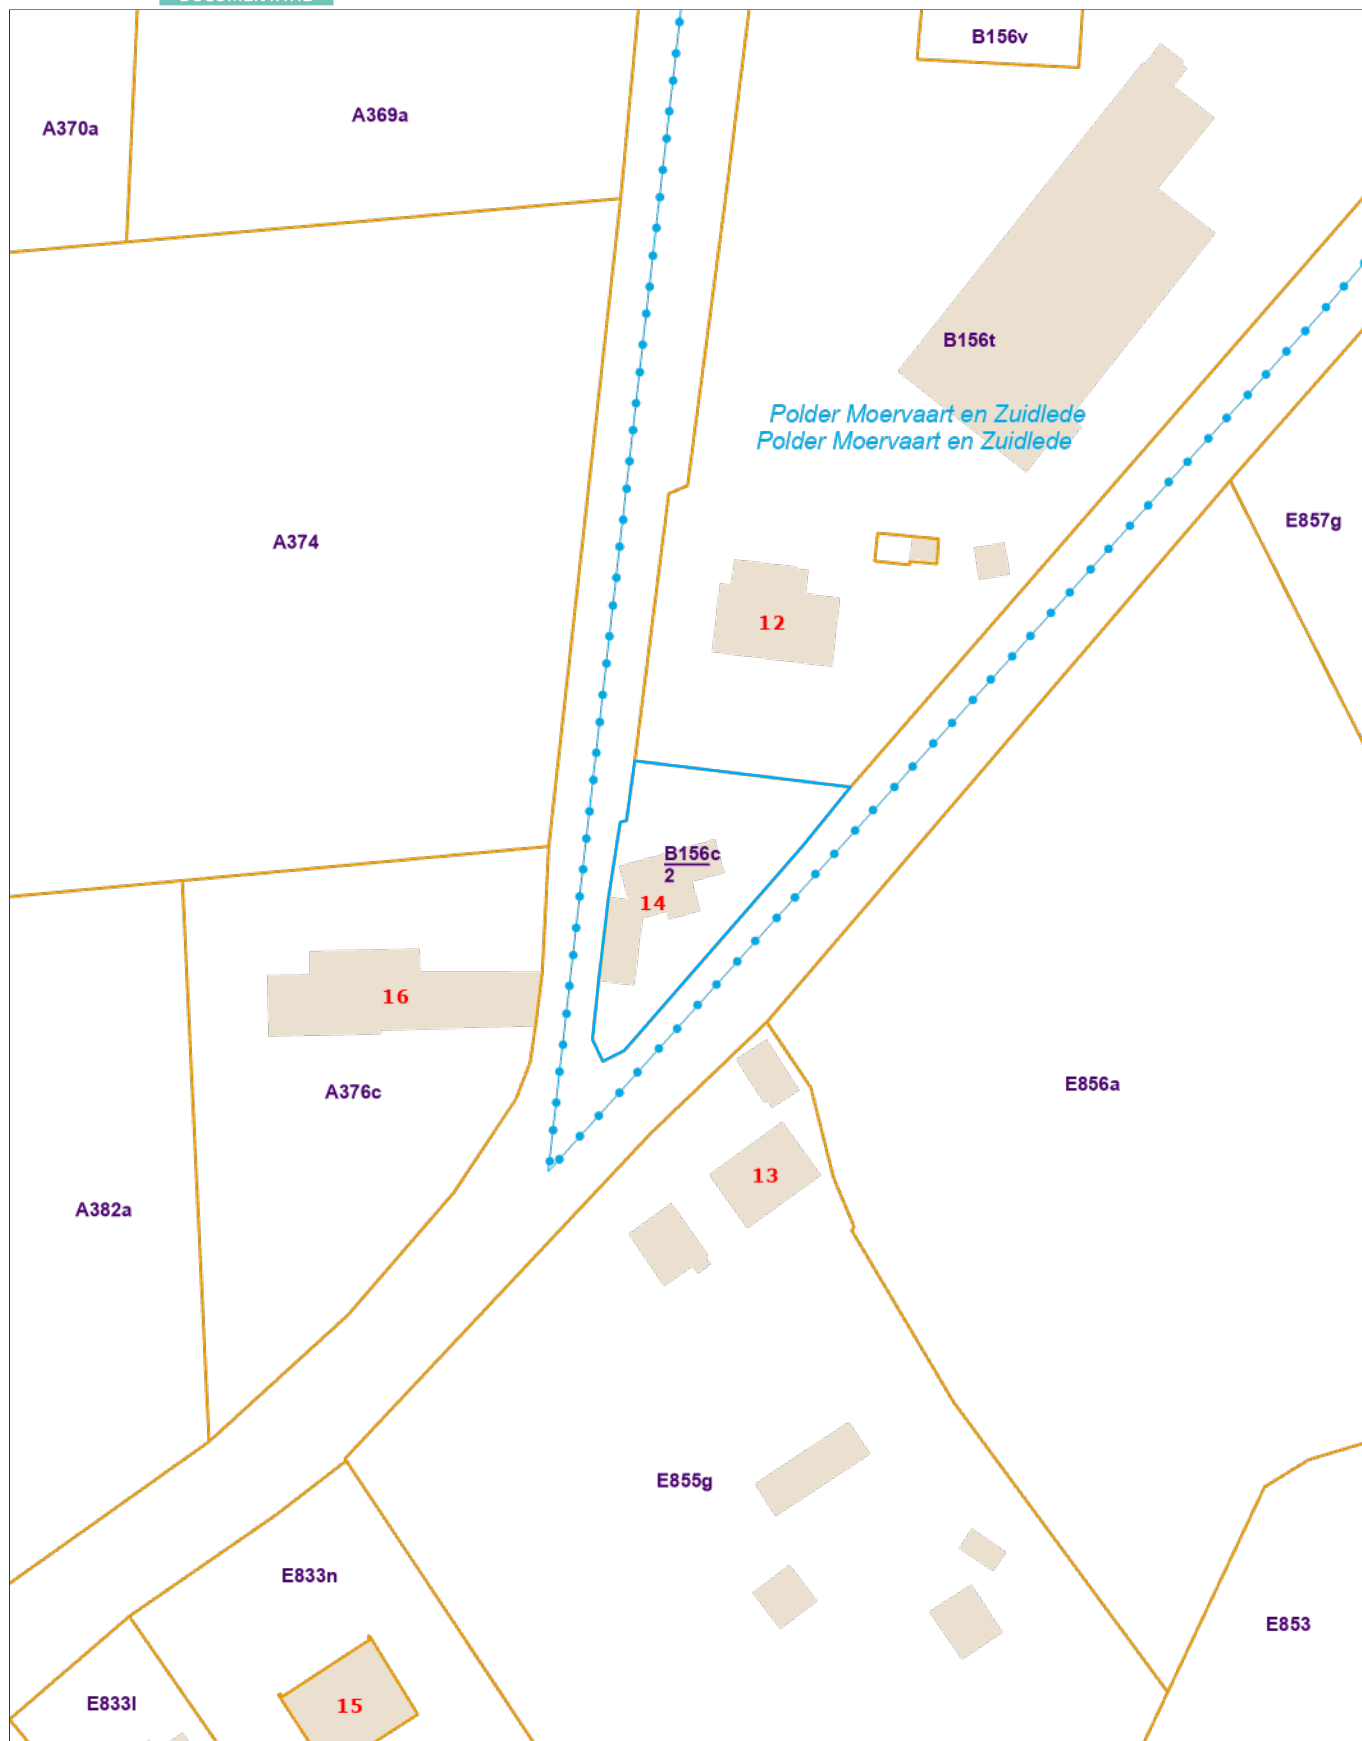 B156v
A369a
A370a
B156t
Polder Moervaart en Zuidlede
Polder Moervaart en Zuidlede
E857g
A374
12
B156c
2
14
16
E856a
A376c
13
A382a
E855g
E833n
E853
E833l
15